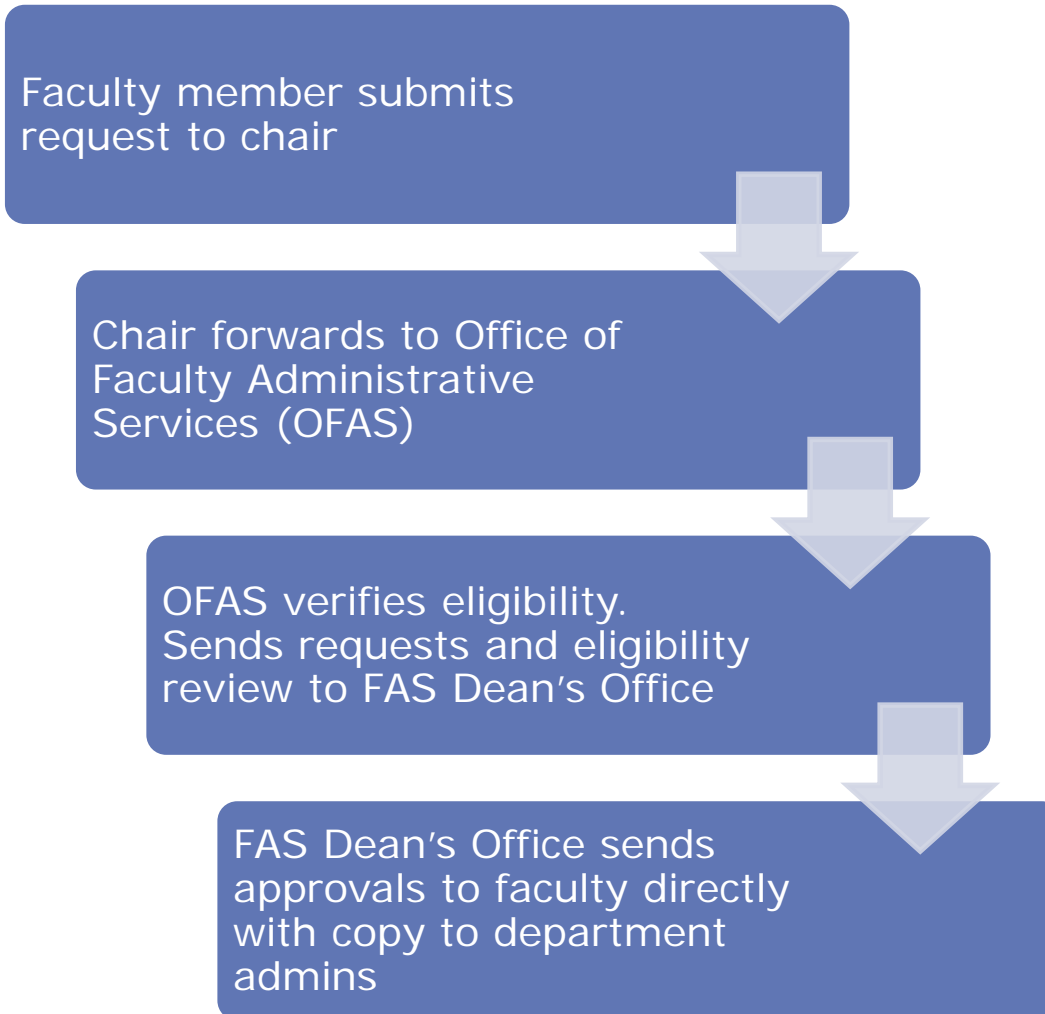 Faculty member submits
request to chair
Chair forwards to Office of
Faculty Administrative
Services (OFAS)
OFAS verifies eligibility.
Sends requests and eligibility
review to FAS Dean’s Office
FAS Dean’s Office sends
approvals to faculty directly
with copy to department
admins